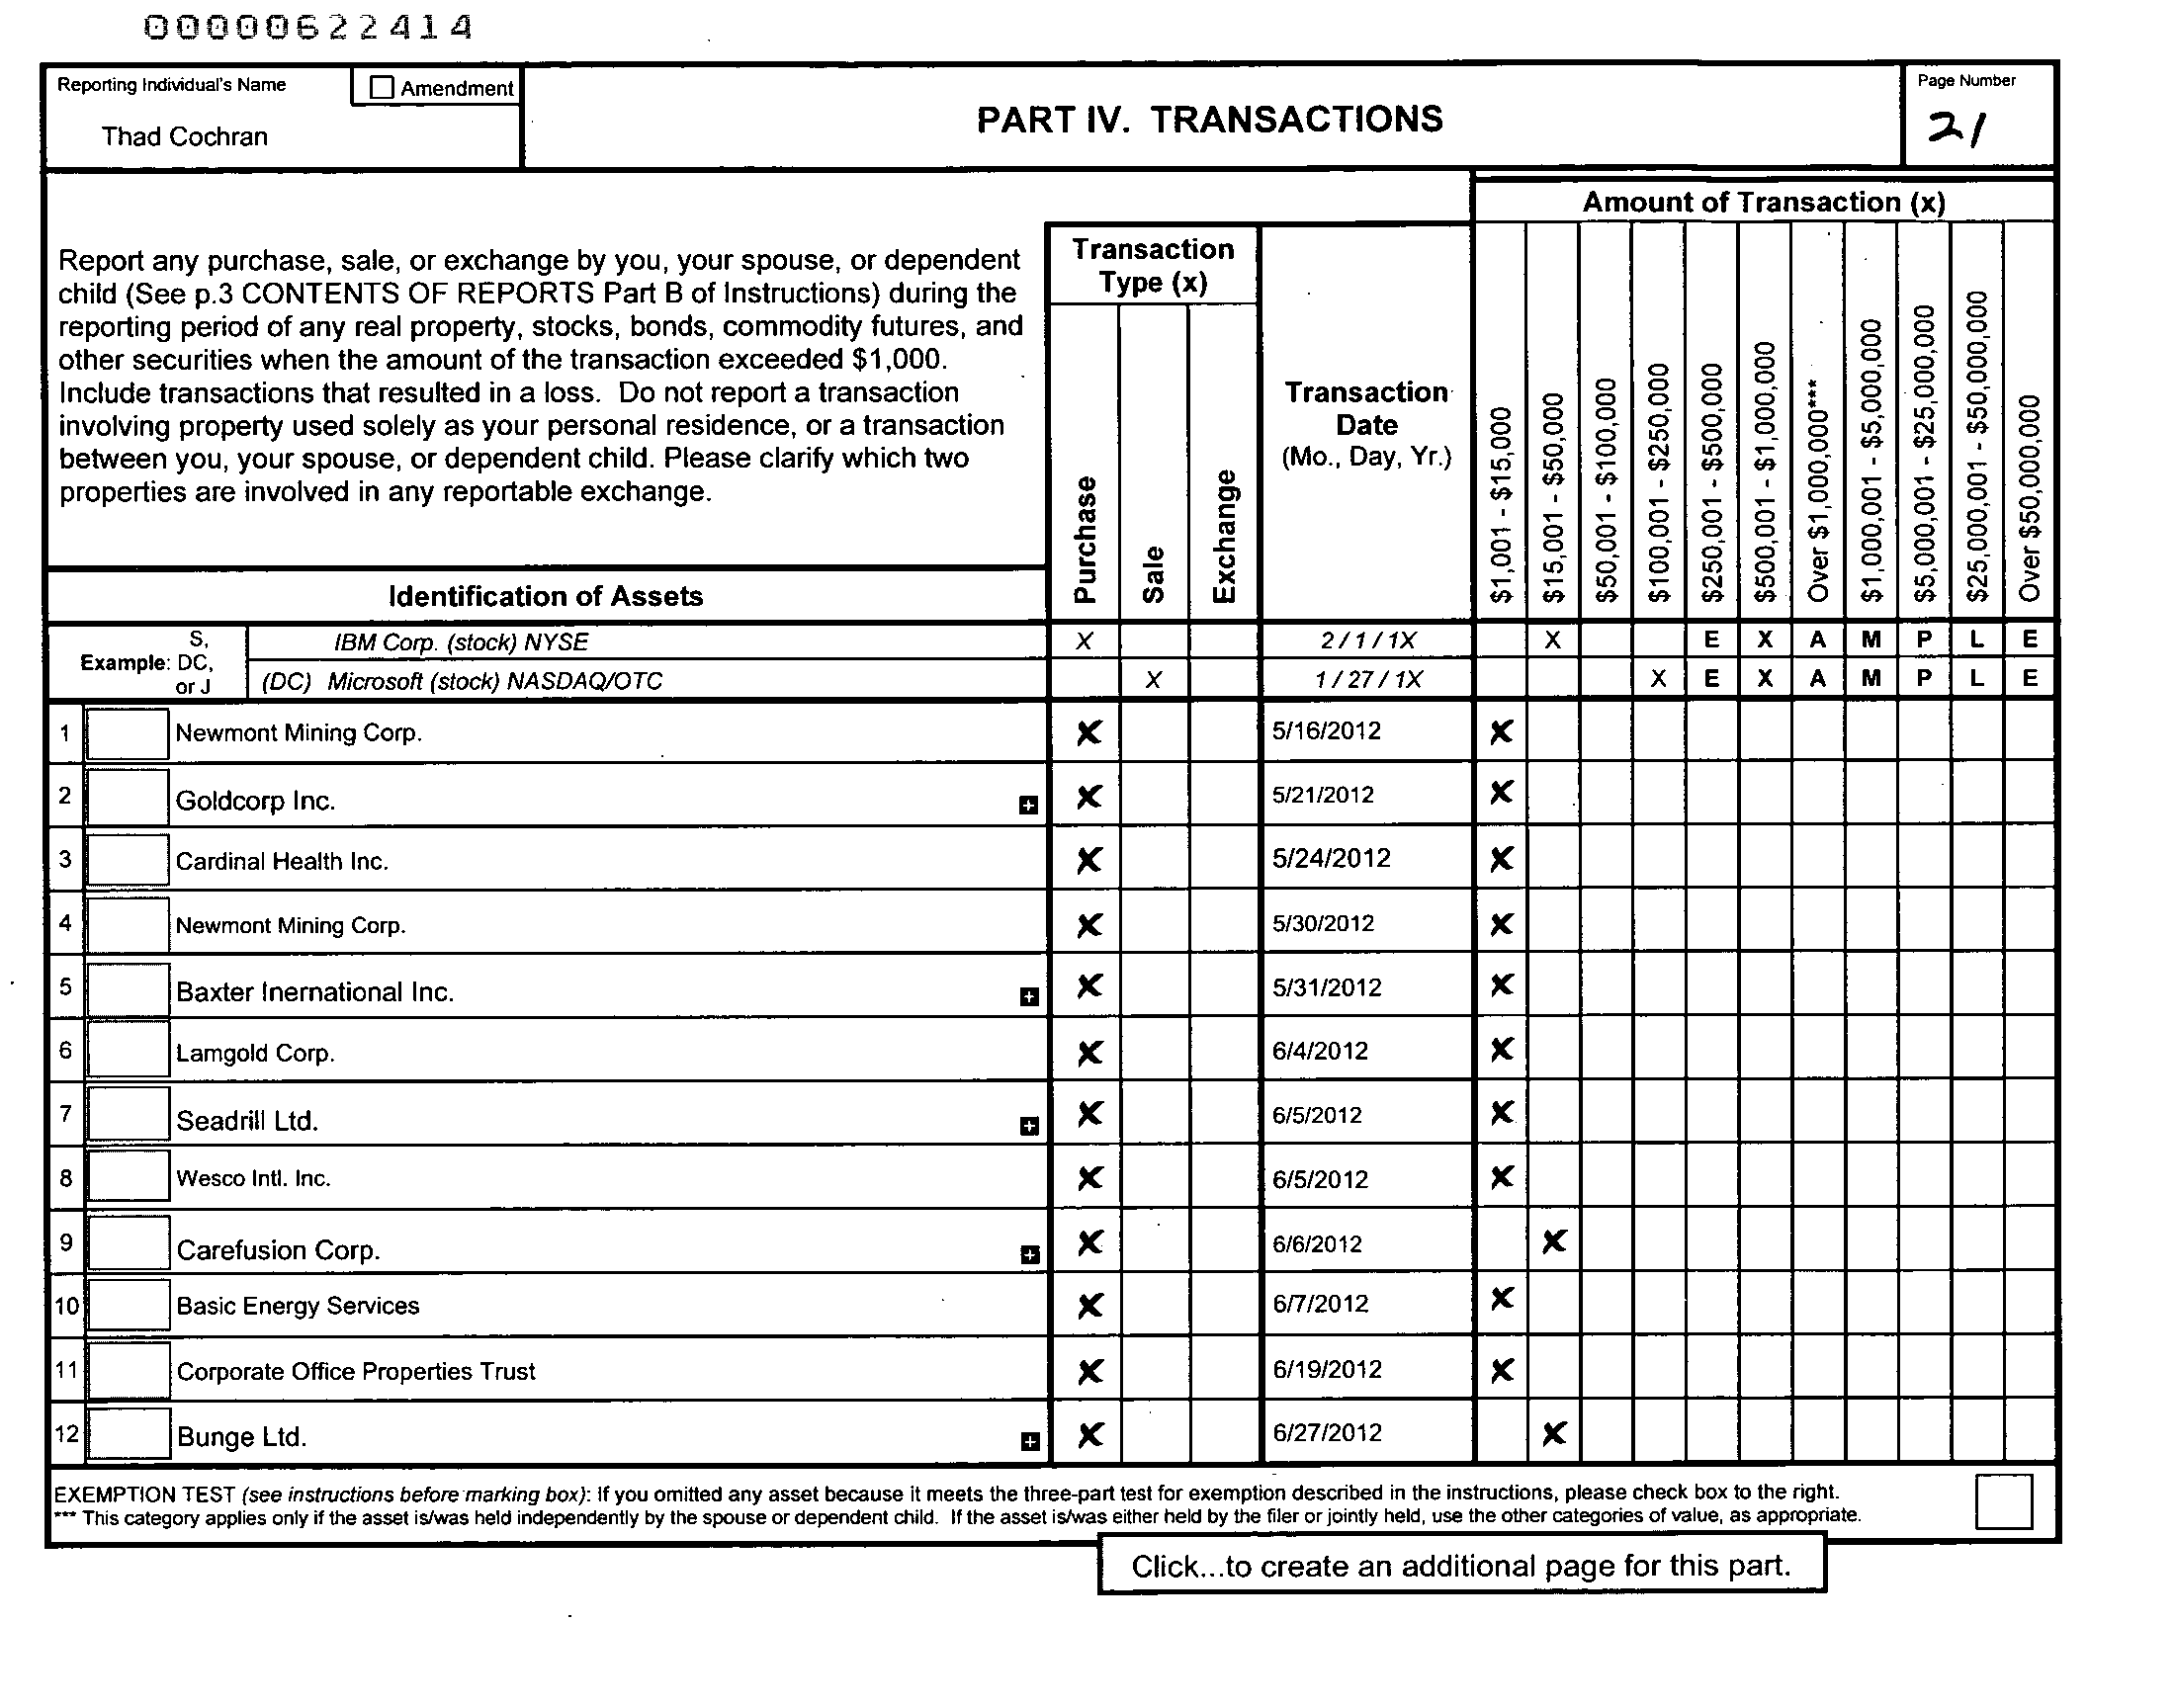 00000622414
Reporting Individual's Name
Amendment
Thad Cochran
PART IV. TRANSACTIONS
Page Number
21
Amount of Transaction (x)
Report any purchase, sale, or exchange by you, your spouse, or dependent
child (See p.3 CONTENTS OF REPORTS Part B of Instructions) during the
reporting period of any real property, stocks, bonds, commodity futures, and
other securities when the amount of the transaction exceeded $1,000.
Include transactions that resulted in a loss. Do not report a transaction
involving property used solely as your personal residence, or a transaction
between you, your spouse, or dependent child. Please clarify which two
properties are involved in any reportable exchange.
Transaction
Type (x)
Purchase
Sale
Exchange
Transaction
Date
(Mo., Day, Yr.)
$1,001 - $15,000
$15,001 - $50,000
$50,001 - $100,000
$100,001 - $250,000
$250,001 - $500,000
$500,001 - $1,000,000
Over $1,000,000***
$1,000,001 - $5,000,000
$5,000,001 - $25,000,000
$25,000,001 - $50,000,000
Over $50,000,000
Identification of Assets
Example: S, DC, or J
IBM Corp. (stock) NYSE X 2 / 1 / 1X X E X A M P L E
(DC) Microsoft (stock) NASDAQ/OTC X 1 / 27 / 1X X E X A M P L E
1 Newmont Mining Corp. X 5/16/2012 X
2 Goldcorp Inc. + X 5/21/2012 X
3 Cardinal Health Inc. X 5/24/2012 X
4 Newmont Mining Corp. X 5/30/2012 X
5 Baxter Inernational Inc. + X 5/31/2012 X
6 Lamgold Corp. X 6/4/2012 X
7 Seadrill Ltd. + X 6/5/2012 X
8 Wesco Intl. Inc. X 6/5/2012 X
9 Carefusion Corp. + X 6/6/2012 X
10 Basic Energy Services X 6/7/2012 X
11 Corporate Office Properties Trust X 6/19/2012 X
12 Bunge Ltd. + X 6/27/2012 X
EXEMPTION TEST (see instructions before marking box): If you omitted any asset because it meets the three-part test for exemption described in the instructions, please check box to the right.
*** This category applies only if the asset is/was held independently by the spouse or dependent child. If the asset is/was either held by the filer or jointly held, use the other categories of value, as appropriate.
Click...to create an additional page for this part.